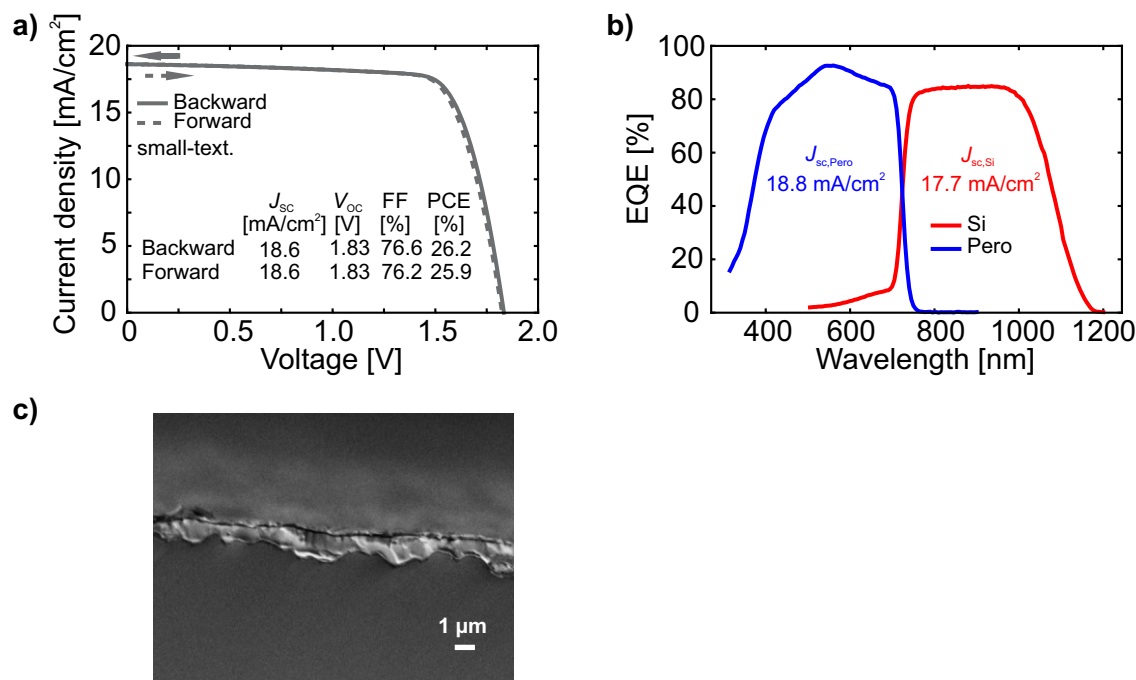 a)
20
15
10
5
0
Current density [mA/cm²]
Backward
Forward
small-text.
J_SC V_OC FF PCE
[mA/cm²] [V] [%] [%]
Backward 18.6 1.83 76.6 26.2
Forward 18.6 1.83 76.2 25.9
0 0.5 1.0 1.5 2.0
Voltage [V]
b)
100
80
60
40
20
0
EQE [%]
J_sc,Pero
18.8 mA/cm²
J_sc,Si
17.7 mA/cm²
Si
Pero
400 600 800 1000 1200
Wavelength [nm]
c)
1 µm